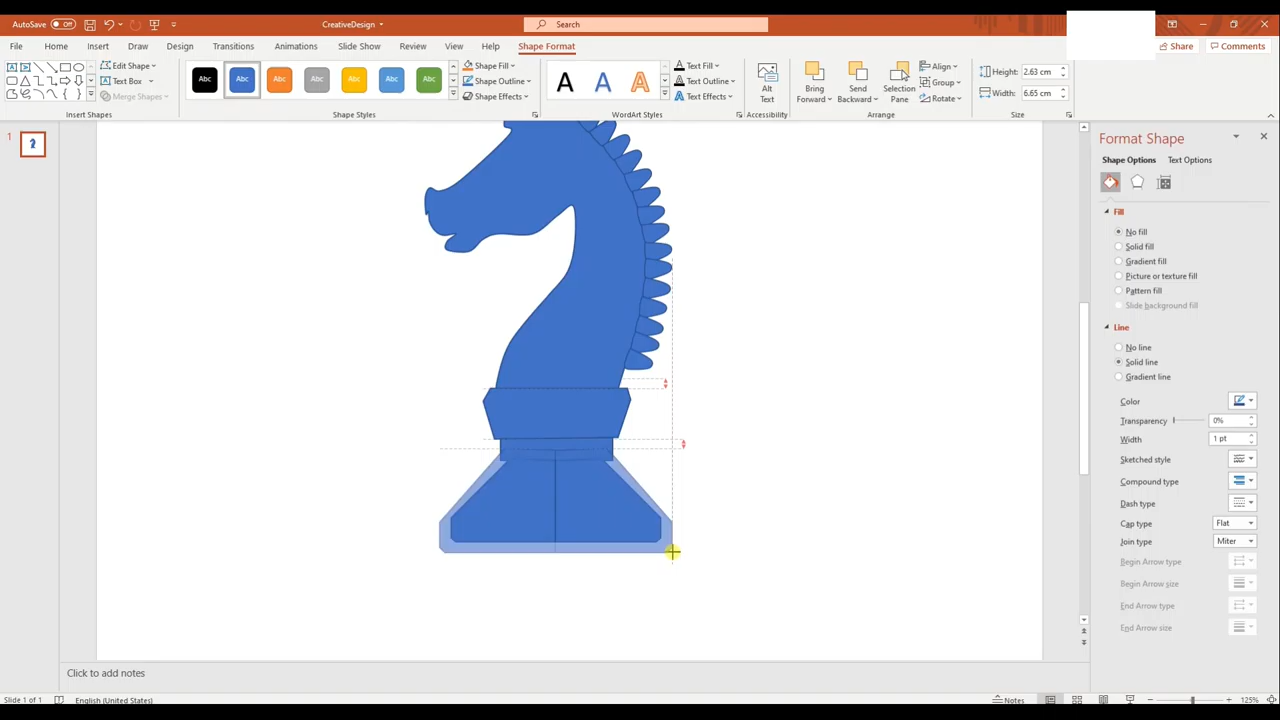 AutoSave Off CreativeDesign Search
File Home Insert Draw Design Transitions Animations Slide Show Review View Help Shape Format Share Comments
Edit Shape
Text Box
Merge Shapes
Insert Shapes
Abc Abc Abc Abc Abc Abc Abc
Shape Fill
Shape Outline
Shape Effects
Shape Styles
A A A
Text Fill
Text Outline
Text Effects
WordArt Styles
Alt
Text
Accessibility
Bring
Forward
Send
Backward
Selection
Pane
Align
Group
Rotate
Arrange
Height: 2.63 cm
Width: 6.65 cm
Size
1
Format Shape
Shape Options Text Options
Fill
No fill
Solid fill
Gradient fill
Picture or texture fill
Pattern fill
Slide background fill
Line
No line
Solid line
Gradient line
Color
Transparency 0%
Width 1 pt
Sketched style
Compound type
Dash type
Cap type Flat
Join type Miter
Begin Arrow type
Begin Arrow size
End Arrow type
End Arrow size
Click to add notes
Slide 1 of 1 English (United States) Notes 125%